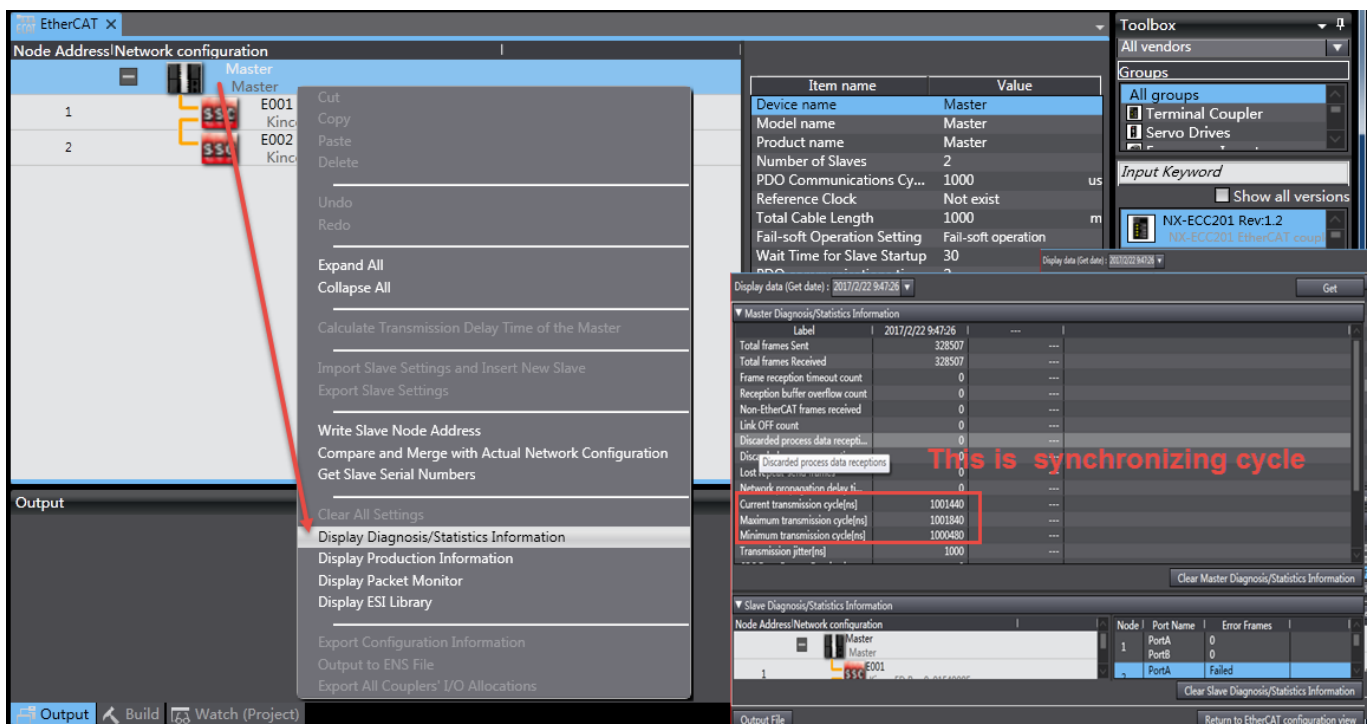 EtherCAT ×
Node Address Network configuration
Master
Master
1
E001
Kinc
2
E002
Kinc
Cut
Copy
Paste
Delete
Undo
Redo
Expand All
Collapse All
Calculate Transmission Delay Time of the Master
Import Slave Settings and Insert New Slave
Export Slave Settings
Write Slave Node Address
Compare and Merge with Actual Network Configuration
Get Slave Serial Numbers
Clear All Settings
Display Diagnosis/Statistics Information
Display Production Information
Display Packet Monitor
Display ESI Library
Export Configuration Information
Output to ENS File
Export All Couplers' I/O Allocations
Output
Output Build Watch (Project)
Item name Value
Device name Master
Model name Master
Product name Master
Number of Slaves 2
PDO Communications Cy... 1000 us
Reference Clock Not exist
Total Cable Length 1000 m
Fail-soft Operation Setting Fail-soft operation
Wait Time for Slave Startup 30
Toolbox
All vendors
Groups
All groups
Terminal Coupler
Servo Drives
Input Keyword
Show all versions
NX-ECC201 Rev:1.2
NX-ECC201 EtherCAT coupl
Display data (Get date) : 2017/2/22 9:47:26
Display data (Get date) : 2017/2/22 9:47:26 Get
Master Diagnosis/Statistics Information
Label 2017/2/22 9:47:26 ---
Total frames Sent 328507 ---
Total frames Received 328507 ---
Frame reception timeout count 0 ---
Reception buffer overflow count 0 ---
Non-EtherCAT frames received 0 ---
Link OFF count 0 ---
Discarded process data recepti... 0 ---
Discarded process data receptions
This is synchronizing cycle
Network propagation delay ti... 0 ---
Current transmission cycle[ns] 1001440 ---
Maximum transmission cycle[ns] 1001840 ---
Minimum transmission cycle[ns] 1000480 ---
Transmission jitter[ns] 1000 ---
Clear Master Diagnosis/Statistics Information
Slave Diagnosis/Statistics Information
Node Address Network configuration
Master
Master
1 E001
Node Port Name Error Frames
1 PortA 0
PortB 0
2 PortA Failed
Clear Slave Diagnosis/Statistics Information
Output File Return to EtherCAT configuration view